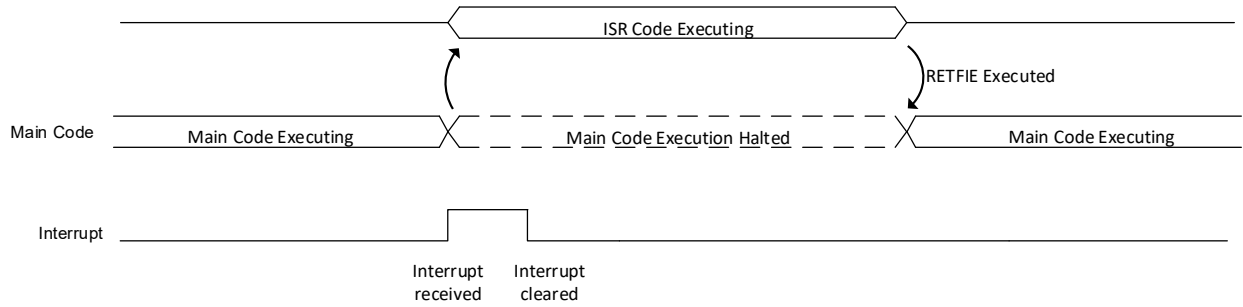 ISR Code Executing
RETFIE Executed
Main Code
Main Code Executing
Main Code Execution Halted
Main Code Executing
Interrupt
Interrupt
received
Interrupt
cleared